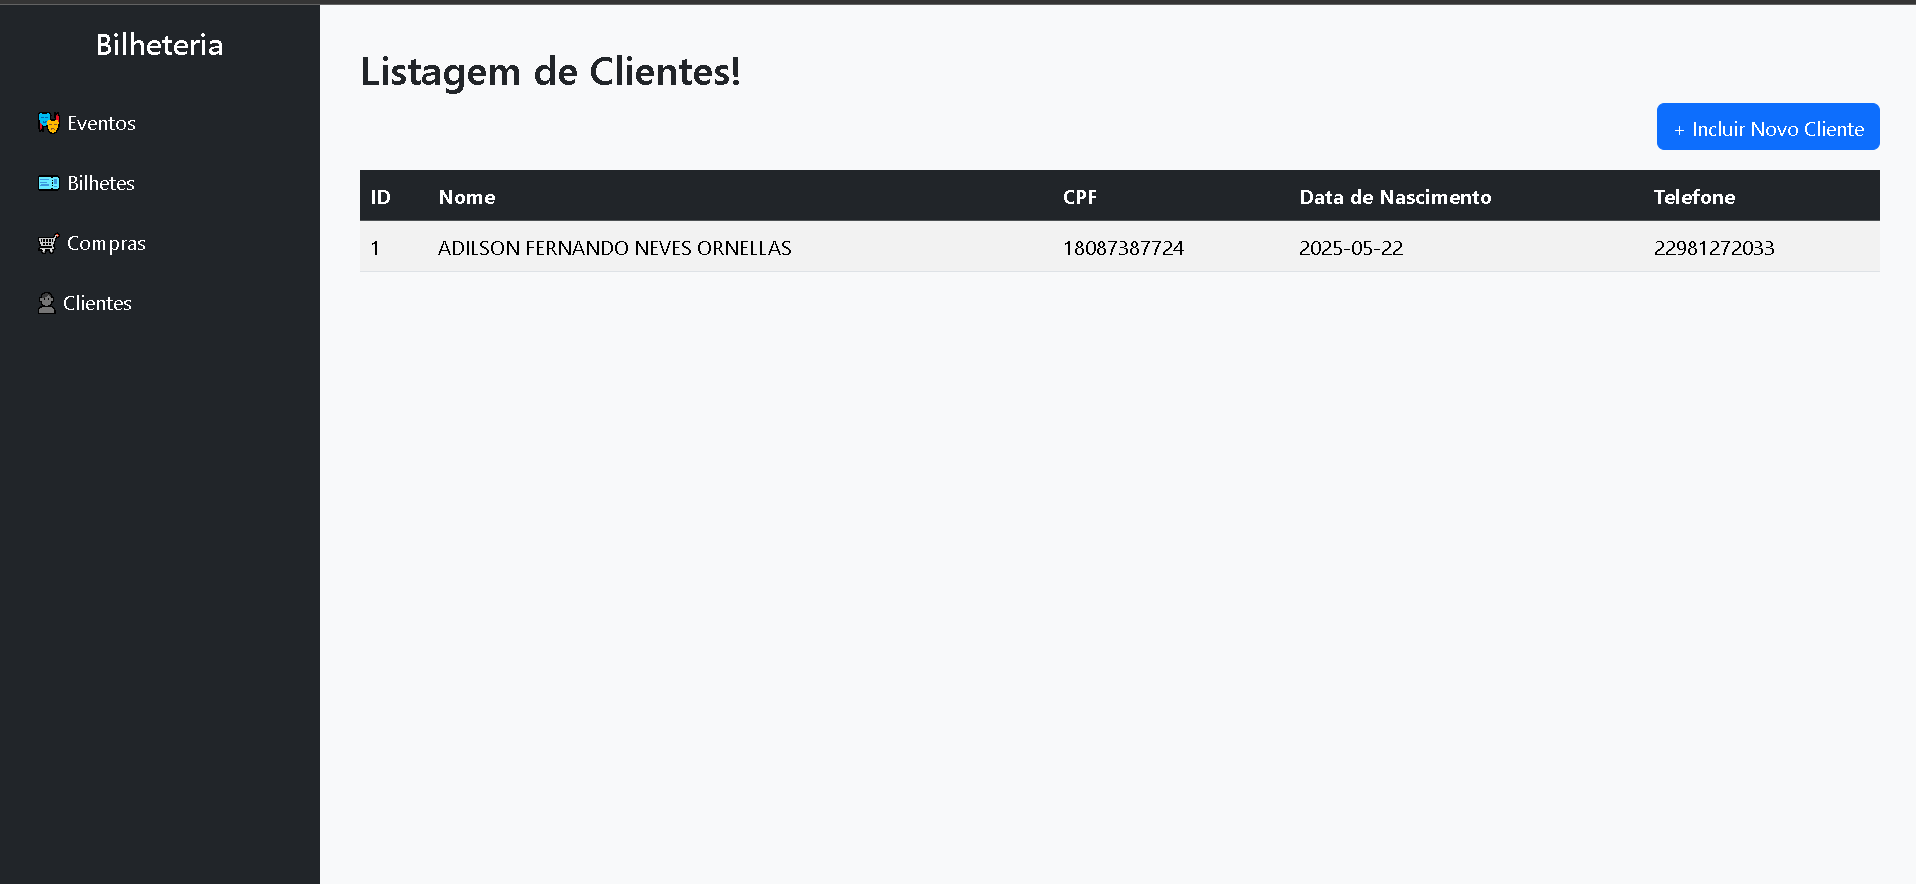 Bilheteria
Eventos
Bilhetes
Compras
Clientes
Listagem de Clientes!
+ Incluir Novo Cliente
ID Nome CPF Data de Nascimento Telefone
1 ADILSON FERNANDO NEVES ORNELLAS 18087387724 2025-05-22 22981272033